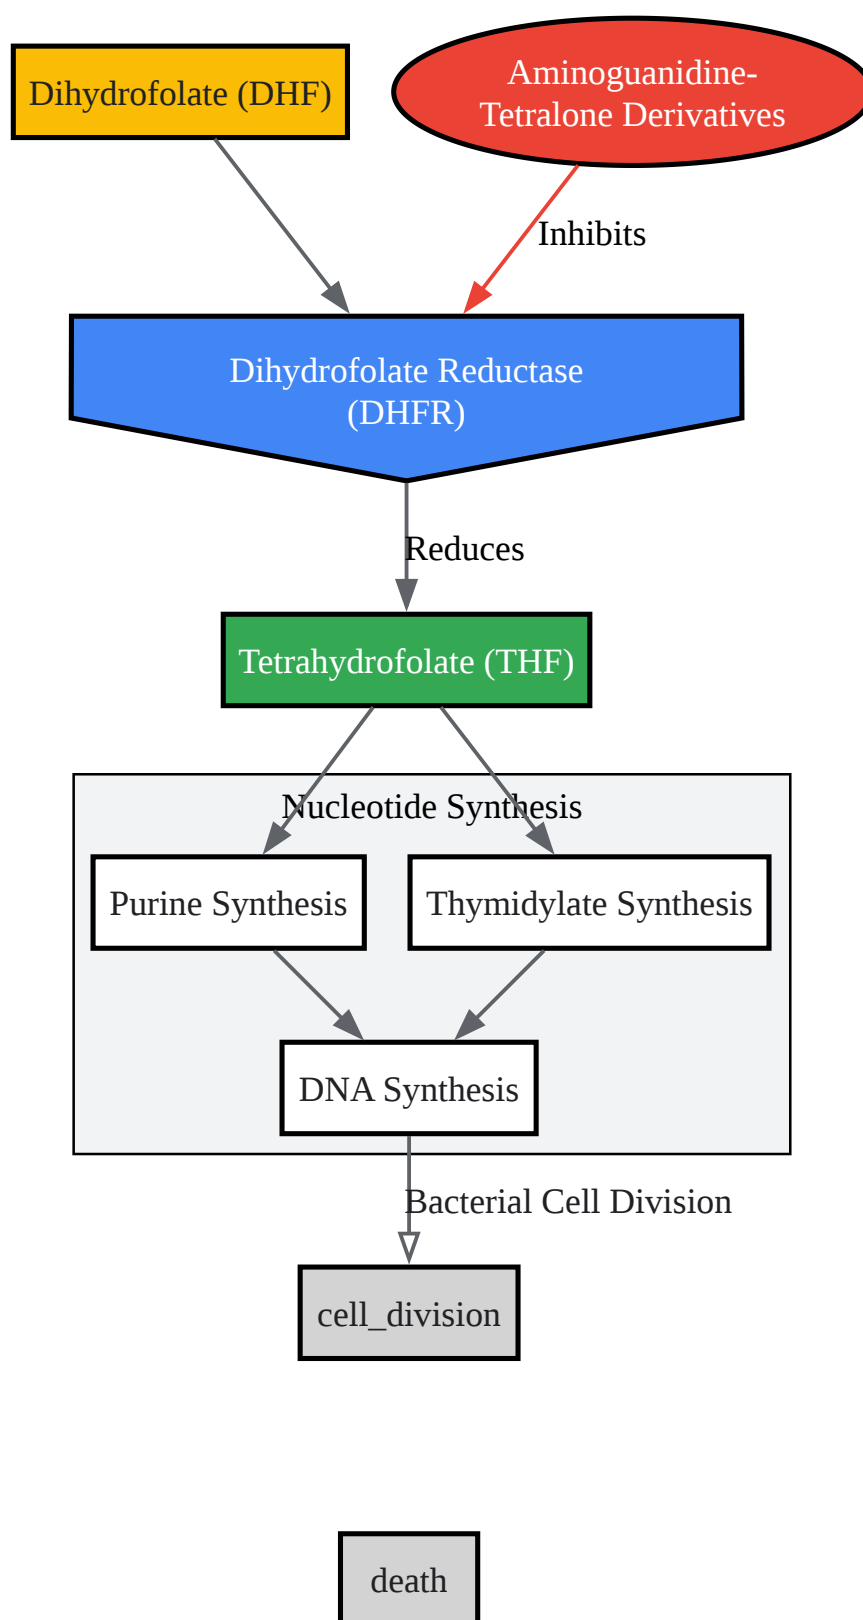 Dihydrofolate (DHF)
Aminoguanidine-
Tetralone Derivatives
Inhibits
Dihydrofolate Reductase
(DHFR)
Reduces
Tetrahydrofolate (THF)
Nucleotide Synthesis
Purine Synthesis
Thymidylate Synthesis
DNA Synthesis
Bacterial Cell Division
cell_division
death